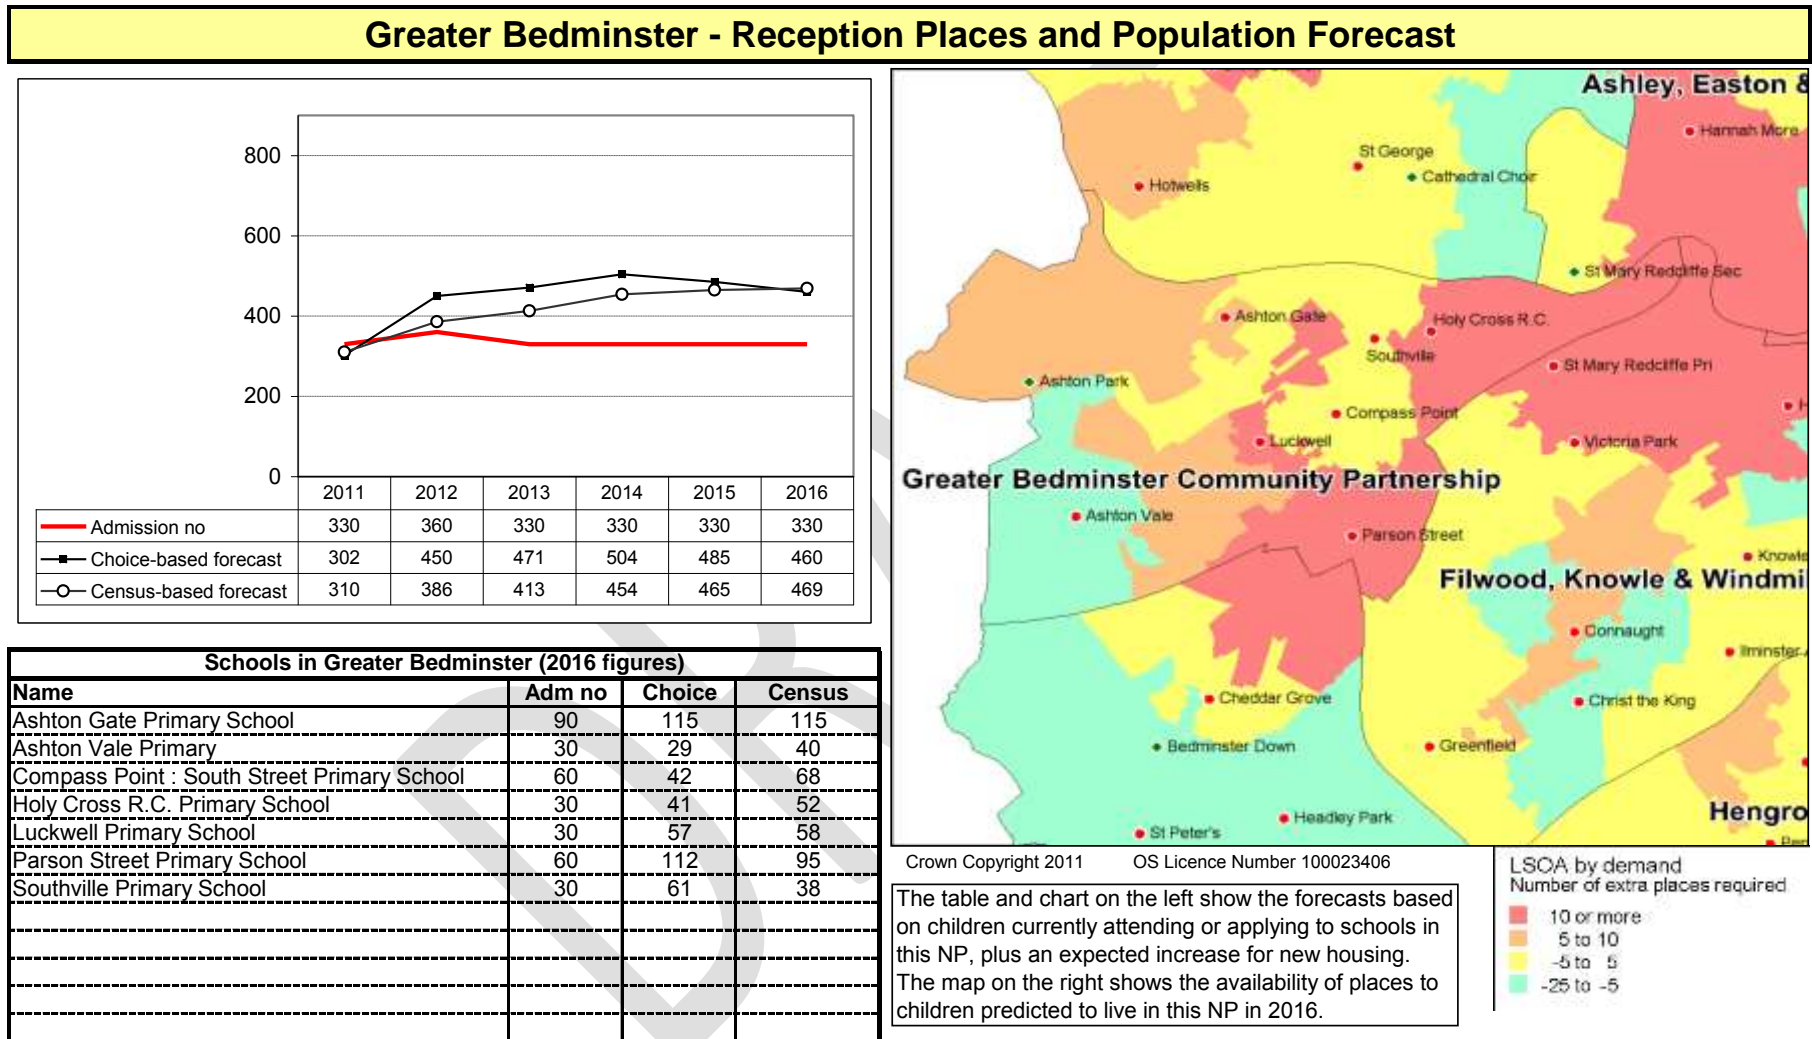 Greater Bedminster - Reception Places and Population Forecast
800
600
400
200
0
2011 2012 2013 2014 2015 2016
Admission no 330 360 330 330 330 330
Choice-based forecast 302 450 471 504 485 460
Census-based forecast 310 386 413 454 465 469
Schools in Greater Bedminster (2016 figures)
Name Adm no Choice Census
Ashton Gate Primary School 90 115 115
Ashton Vale Primary 30 29 40
Compass Point : South Street Primary School 60 42 68
Holy Cross R.C. Primary School 30 41 52
Luckwell Primary School 30 57 58
Parson Street Primary School 60 112 95
Southville Primary School 30 61 38
Ashley, Easton &
Hannah More
St George
Cathedral Choir
Hotwells
St Mary Redcliffe Sec
Ashton Gate
Holy Cross R.C.
Southville
St Mary Redcliffe Pri
Ashton Park
H
Compass Point
Luckwell
Victoria Park
Greater Bedminster Community Partnership
Ashton Vale
Parson Street
Knowle
Filwood, Knowle & Windmi
Connaught
Ilminster
Cheddar Grove
Christ the King
Bedminster Down
Greenfield
Headley Park
Hengro
St Peter's
Crown Copyright 2011 OS Licence Number 100023406
The table and chart on the left show the forecasts based
on children currently attending or applying to schools in
this NP, plus an expected increase for new housing.
The map on the right shows the availability of places to
children predicted to live in this NP in 2016.
LSOA by demand
Number of extra places required
10 or more
5 to 10
-5 to 5
-25 to -5